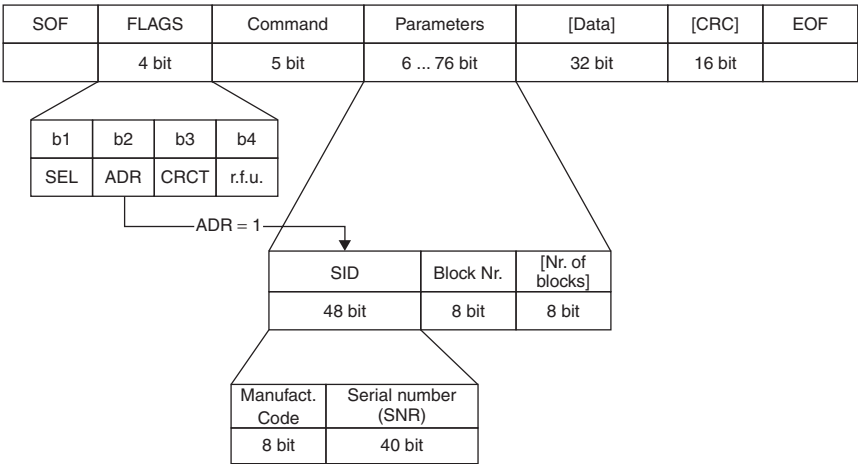 SOF FLAGS Command Parameters [Data] [CRC] EOF
4 bit 5 bit 6 ... 76 bit 32 bit 16 bit
b1 b2 b3 b4
SEL ADR CRCT r.f.u.
ADR = 1
SID Block Nr. [Nr. of
blocks]
48 bit 8 bit 8 bit
Manufact. Serial number
Code (SNR)
8 bit 40 bit